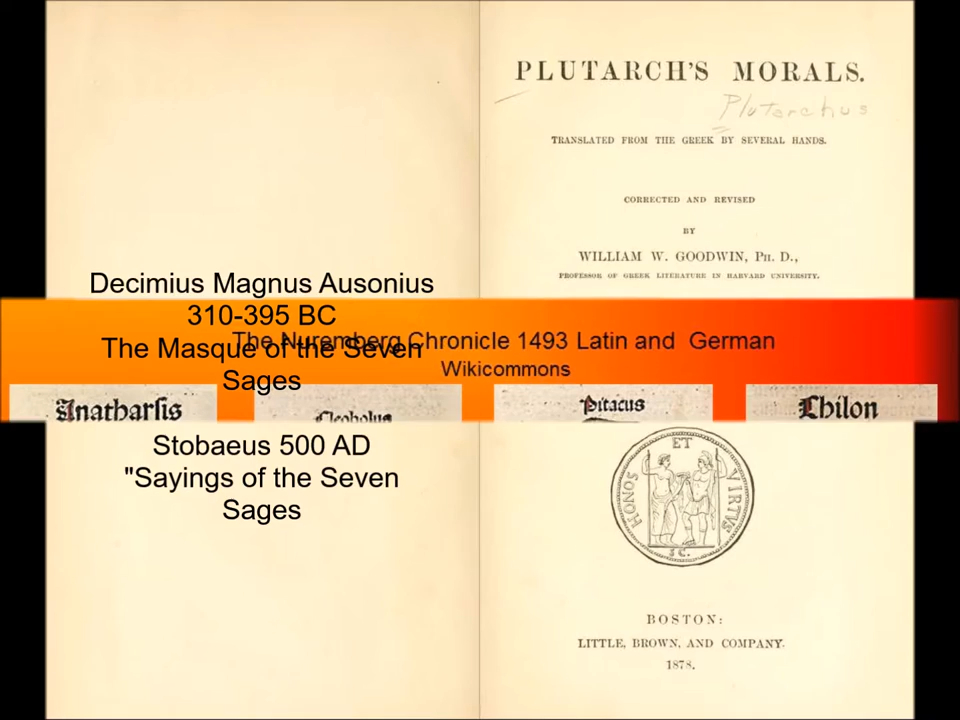 PLUTARCH'S MORALS.
Plutarchus
TRANSLATED FROM THE GREEK BY SEVERAL HANDS.
CORRECTED AND REVISED
BY
WILLIAM W. GOODWIN, PH. D.,
PROFESSOR OF GREEK LITERATURE IN HARVARD UNIVERSITY.
Decimius Magnus Ausonius
310-395 BC
The Masque of the Seven
Sages
The Nuremberg Chronicle 1493 Latin and German
Wikicommons
Anatharsis
Cleobolus
Pitacus
Chilon
Stobaeus 500 AD
"Sayings of the Seven
Sages
HONOS ET VIRTVS
S C.
BOSTON:
LITTLE, BROWN, AND COMPANY.
1878.